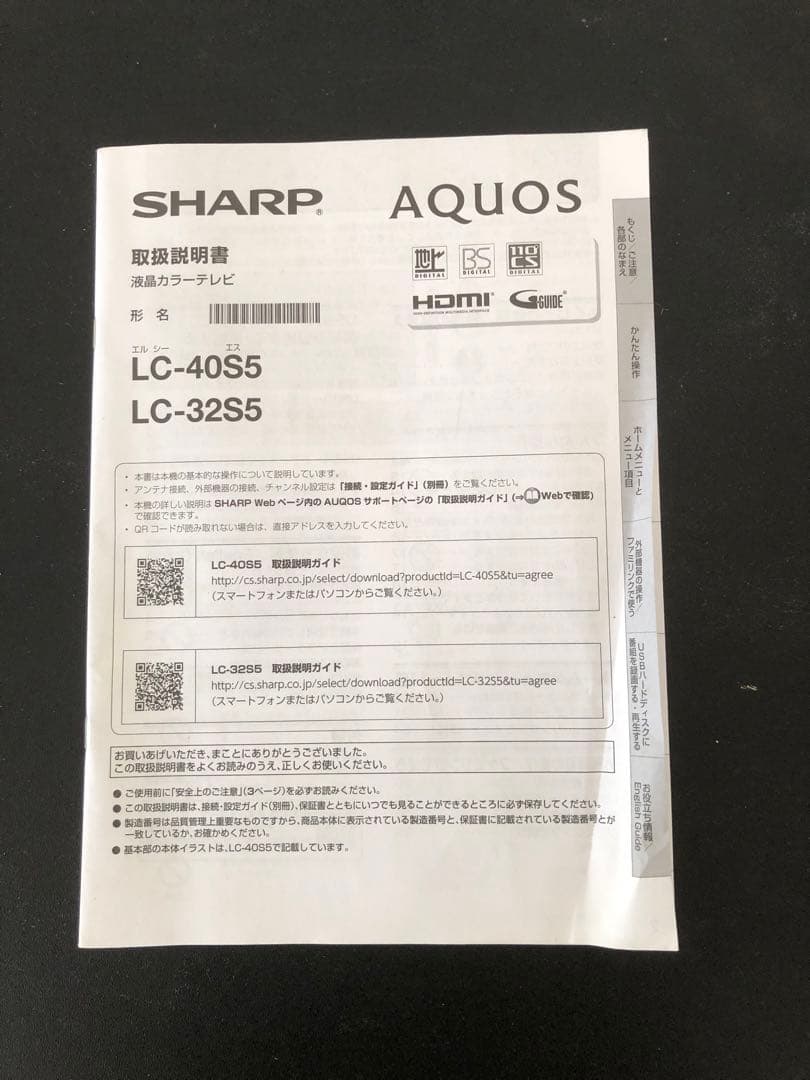 SHARP®
AQUOS
取扱説明書
液晶カラーテレビ
地上 DIGITAL
BS DIGITAL
110°CS DIGITAL
HDMI®
HIGH-DEFINITION MULTIMEDIA INTERFACE
G-GUIDE®
形 名
エル シー エス
LC-40S5
LC-32S5
・本書は本機の基本的な操作について説明しています。
・アンテナ接続、外部機器の接続、チャンネル設定は「接続・設定ガイド」(別冊)をご覧ください。
・本機の詳しい説明は SHARP Web ページ内の AUQOS サポートページの「取扱説明ガイド」(⇒Webで確認)
で確認できます。
・QRコードが読み取れない場合は、直接アドレスを入力してください。
LC-40S5 取扱説明ガイド
http://cs.sharp.co.jp/select/download?productId=LC-40S5&tu=agree
(スマートフォンまたはパソコンからご覧ください。)
LC-32S5 取扱説明ガイド
http://cs.sharp.co.jp/select/download?productId=LC-32S5&tu=agree
(スマートフォンまたはパソコンからご覧ください。)
お買いあげいただき、まことにありがとうございました。
この取扱説明書をよくお読みのうえ、正しくお使いください。
● ご使用前に「安全上のご注意」(3ページ)を必ずお読みください。
● この取扱説明書は、接続・設定ガイド(別冊)、保証書とともにいつでも見ることができるところに必ず保存してください。
● 製造番号は品質管理上重要なものですから、商品本体に表示されている製造番号と、保証書に記載されている製造番号とが
一致しているか、お確かめください。
● 基本部の本体イラストは、LC-40S5で記載しています。
もくじ/ご注意/
各部のなまえ
かんたん操作
ホームメニューと
メニュー項目
外部機器の操作/
ファミリンクで使う
USBハードディスクに
番組を録画する・再生する
お役立ち情報/
English Guide